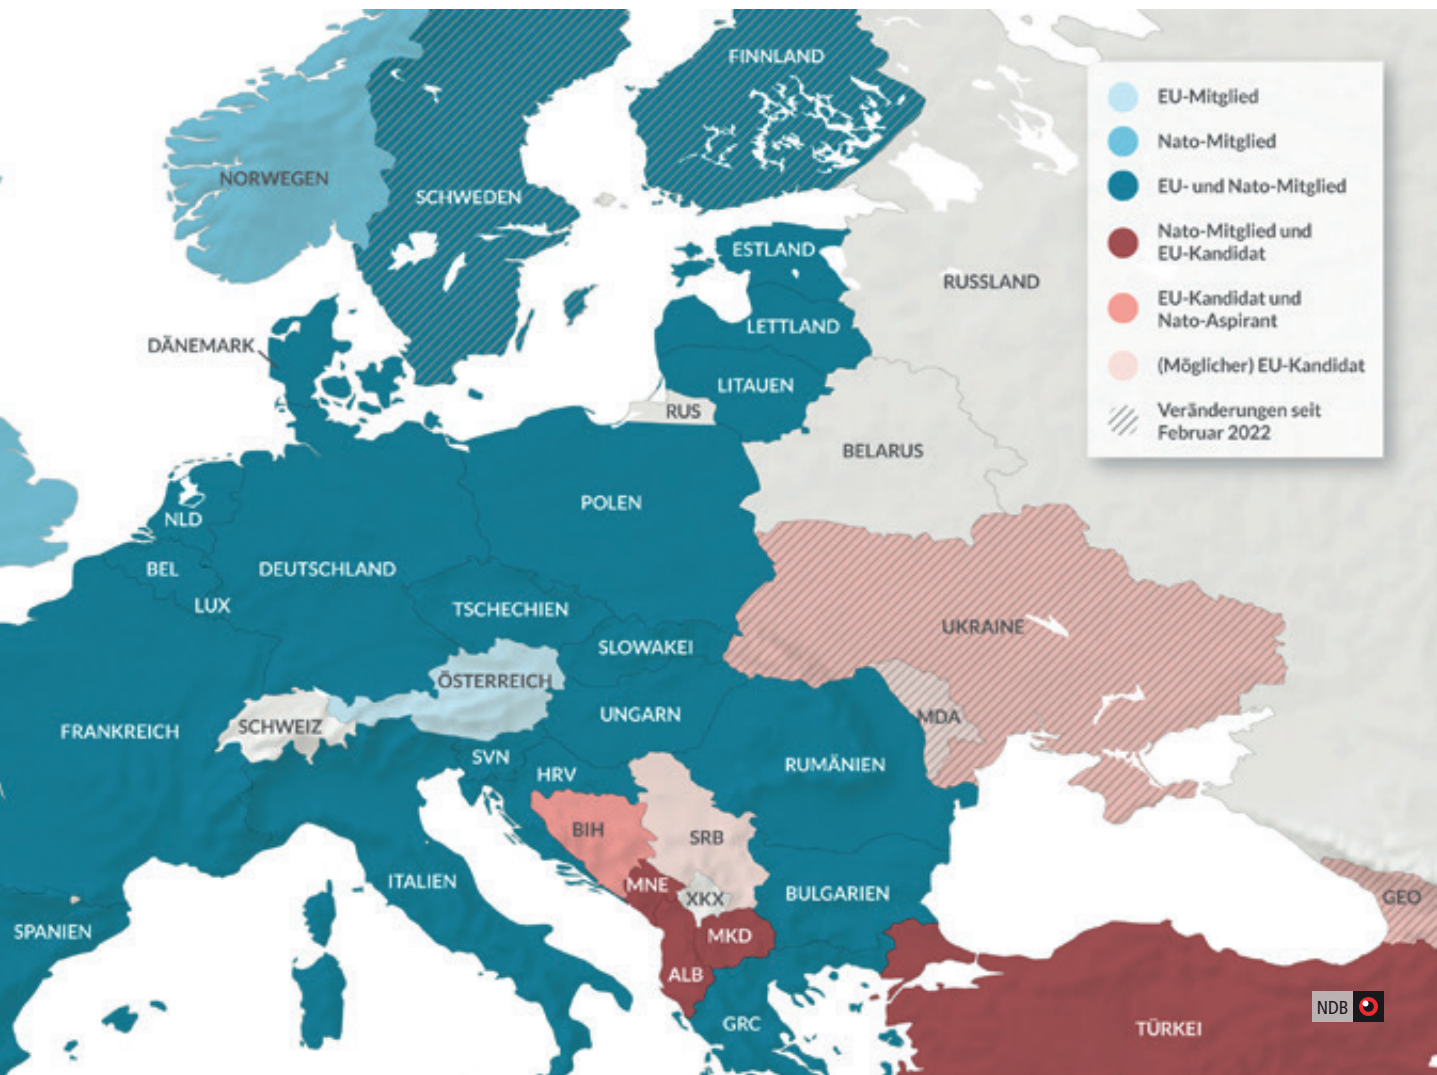 FINNLAND
NORWEGEN
SCHWEDEN
ESTLAND
RUSSLAND
LETTLAND
DÄNEMARK
LITAUEN
RUS
BELARUS
POLEN
NLD
BEL
DEUTSCHLAND
LUX
TSCHECHIEN
UKRAINE
SLOWAKEI
ÖSTERREICH
UNGARN
MDA
SCHWEIZ
FRANKREICH
SVN
HRV
RUMÄNIEN
BIH
SRB
ITALIEN
MNE
XKX
BULGARIEN
GEO
SPANIEN
MKD
ALB
GRC
TÜRKEI
EU-Mitglied
Nato-Mitglied
EU- und Nato-Mitglied
Nato-Mitglied und
EU-Kandidat
EU-Kandidat und
Nato-Aspirant
(Möglicher) EU-Kandidat
Veränderungen seit
Februar 2022
NDB